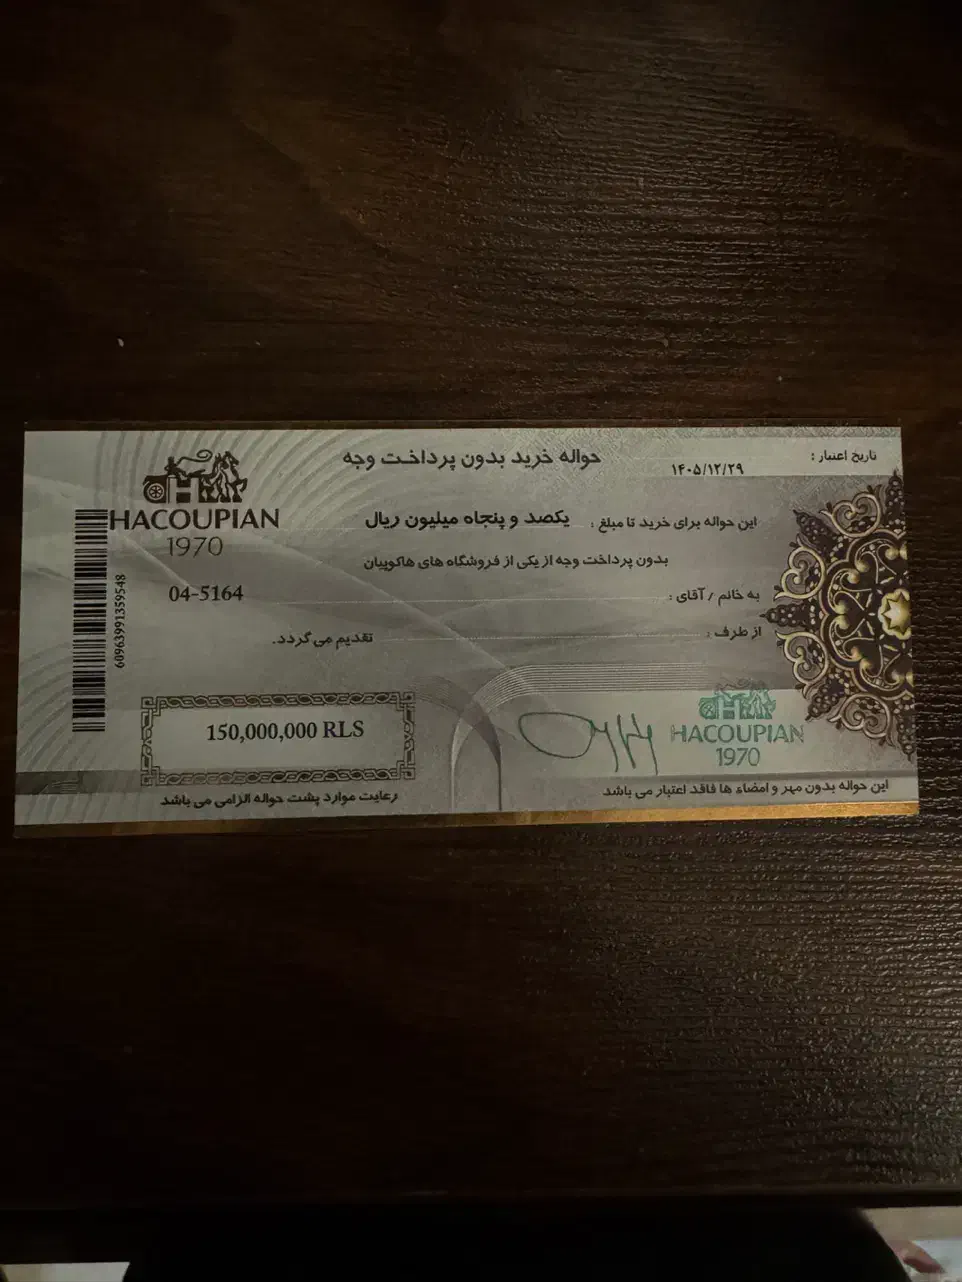 حواله خرید بدون پرداخت وجه
تاریخ اعتبار :
۱۴۰۵/۱۲/۲۹
HACOUPIAN
1970
این حواله برای خرید تا مبلغ : یکصد و پنجاه میلیون ریال
بدون پرداخت وجه از یکی از فروشگاه های هاکوپیان
به خانم / آقای :
04-5164
از طرف : تقدیم می گردد.
60963991359548
150,000,000 RLS
HACOUPIAN
1970
این حواله بدون مهر و امضاء ها فاقد اعتبار می باشد
رعایت موارد پشت حواله الزامی می باشد